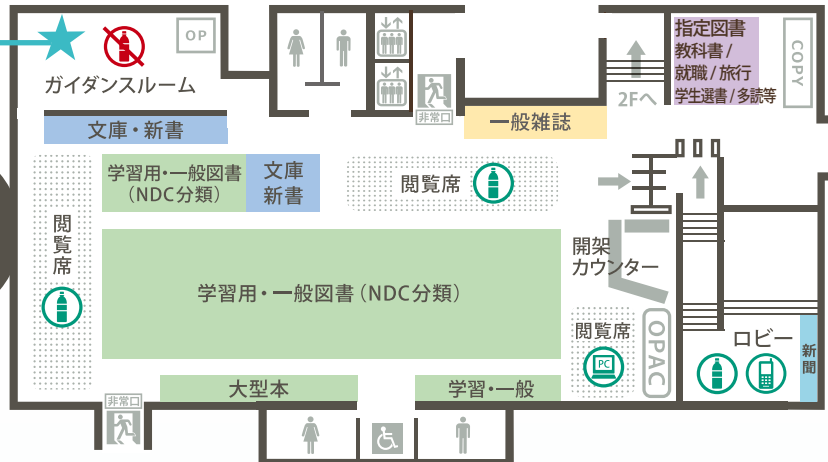 OP
ガイダンスルーム
文庫・新書
学習用・一般図書
（NDC分類）
文庫
新書
閲覧席
非常口
一般雑誌
2Fへ
指定図書
教科書 /
就職 / 旅行
学生選書 / 多読等
COPY
閲覧席
開架
カウンター
学習用・一般図書（NDC分類）
閲覧席
PC
OPAC
ロビー
新聞
大型本
学習・一般
非常口